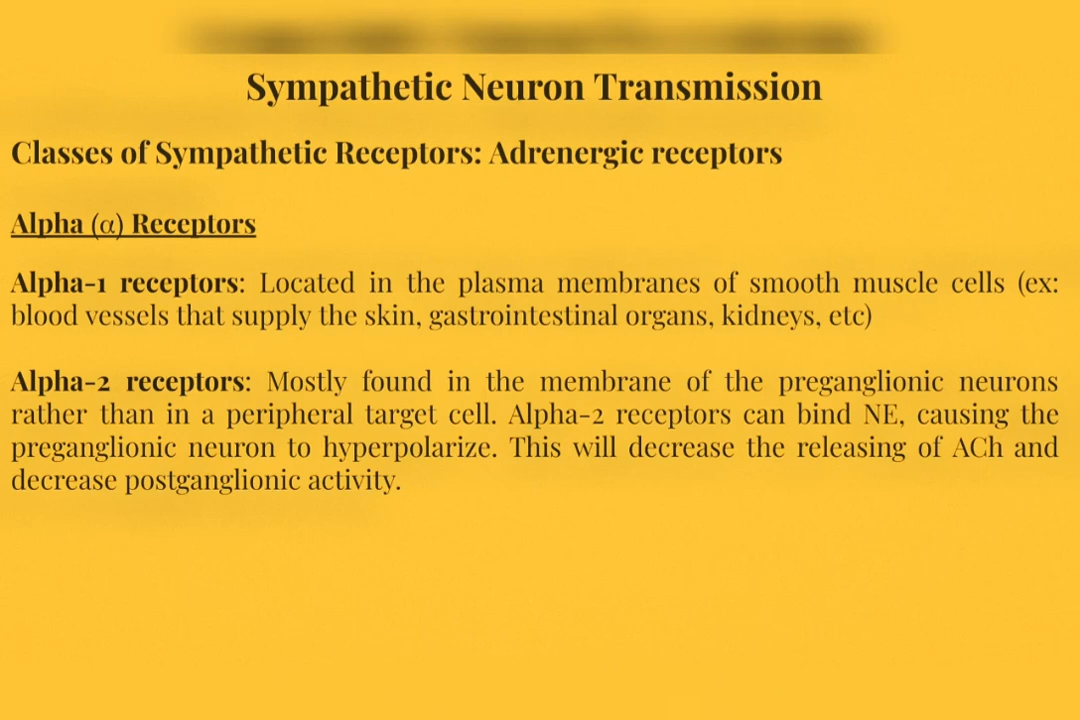 Sympathetic Neuron Transmission
Classes of Sympathetic Receptors: Adrenergic receptors
Alpha (α) Receptors
Alpha-1 receptors: Located in the plasma membranes of smooth muscle cells (ex:
blood vessels that supply the skin, gastrointestinal organs, kidneys, etc)
Alpha-2 receptors: Mostly found in the membrane of the preganglionic neurons
rather than in a peripheral target cell. Alpha-2 receptors can bind NE, causing the
preganglionic neuron to hyperpolarize. This will decrease the releasing of ACh and
decrease postganglionic activity.